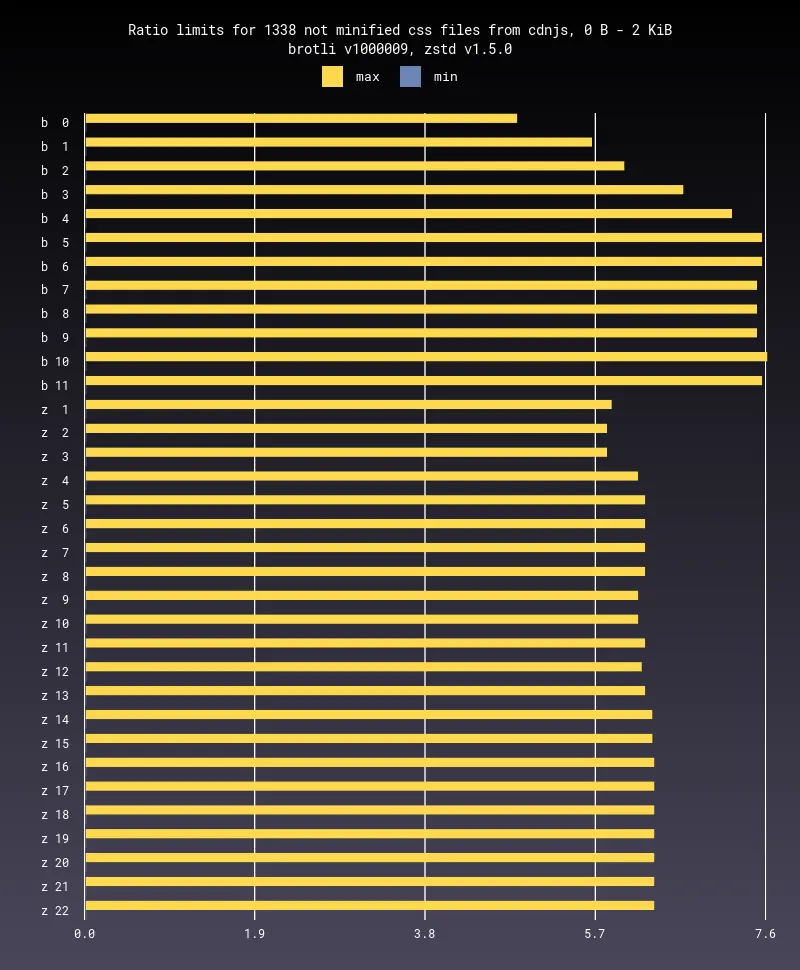 Ratio limits for 1338 not minified css files from cdnjs, 0 B - 2 KiB
brotli v1000009, zstd v1.5.0
max min
b 0
b 1
b 2
b 3
b 4
b 5
b 6
b 7
b 8
b 9
b 10
b 11
z 1
z 2
z 3
z 4
z 5
z 6
z 7
z 8
z 9
z 10
z 11
z 12
z 13
z 14
z 15
z 16
z 17
z 18
z 19
z 20
z 21
z 22
0.0 1.9 3.8 5.7 7.6